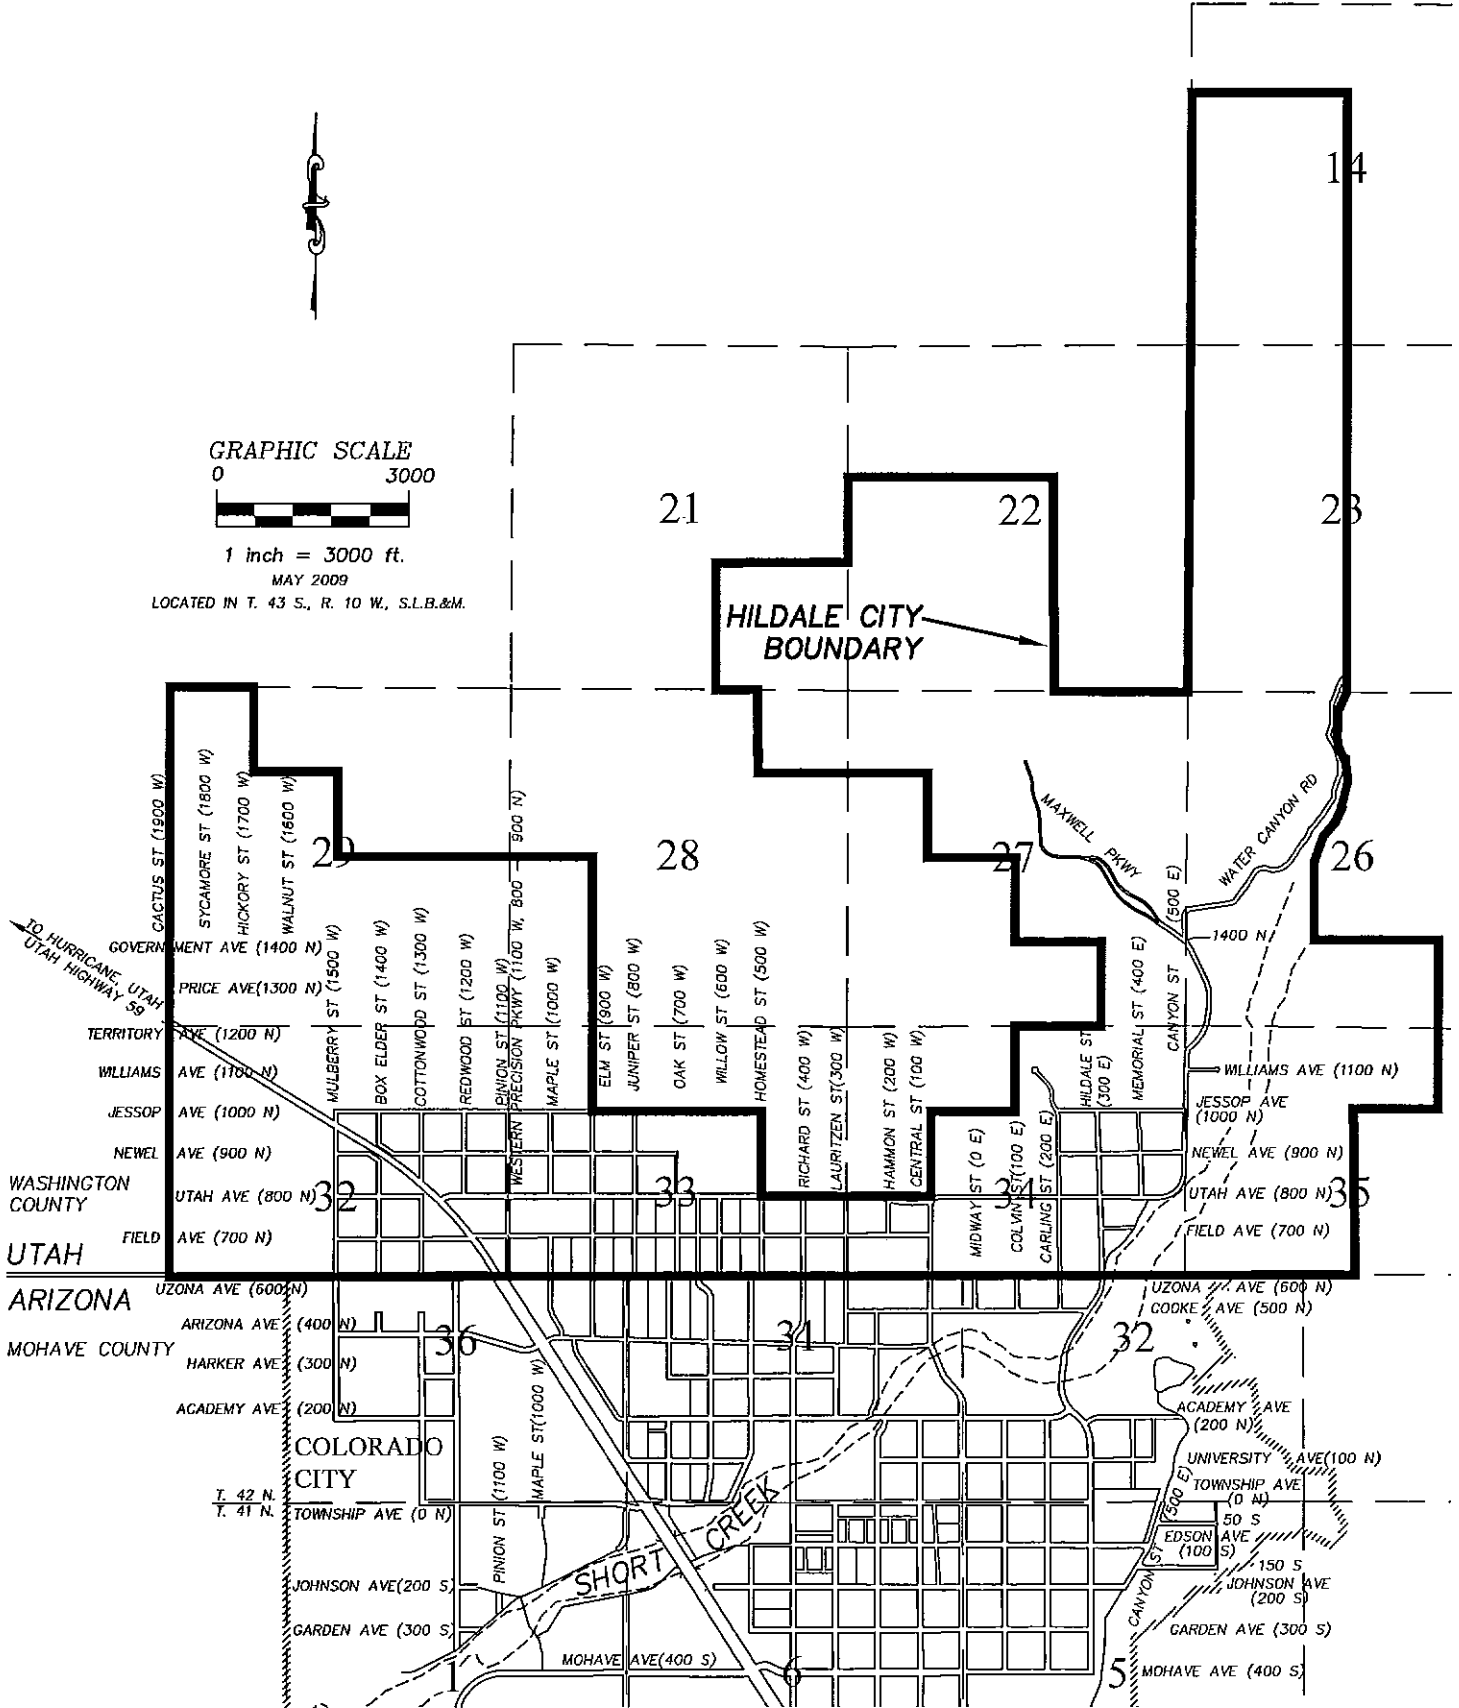 14
GRAPHIC SCALE
0 3000
1 inch = 3000 ft.
MAY 2009
LOCATED IN T. 43 S., R. 10 W., S.L.B.&M.
21
22
23
HILDALE CITY
BOUNDARY
29
28
27
26
CACTUS ST (1900 W)
SYCAMORE ST (1800 W)
HICKORY ST (1700 W)
WALNUT ST (1600 W)
MULBERRY ST (1500 W)
BOX ELDER ST (1400 W)
COTTONWOOD ST (1300 W)
REDWOOD ST (1200 W)
PINION ST (1100 W)
WESTERN PRECISION PKWY (1100 W, 800 - 900 N)
MAPLE ST (1000 W)
ELM ST (900 W)
JUNIPER ST (800 W)
OAK ST (700 W)
WILLOW ST (600 W)
HOMESTEAD ST (500 W)
RICHARD ST (400 W)
LAURITZEN ST(300 W)
HAMMON ST (200 W)
CENTRAL ST (100 W)
MIDWAY ST (0 E)
COLVIN ST(100 E)
CARLING ST (200 E)
HILDALE ST
(300 E)
MEMORIAL ST (400 E)
CANYON ST (500 E)
MAXWELL PKWY
WATER CANYON RD
1400 N
TO HURRICANE, UTAH
UTAH HIGHWAY 59
GOVERNMENT AVE (1400 N)
PRICE AVE(1300 N)
TERRITORY AVE (1200 N)
WILLIAMS AVE (1100 N)
JESSOP AVE (1000 N)
NEWEL AVE (900 N)
UTAH AVE (800 N)
FIELD AVE (700 N)
UZONA AVE (600 N)
WILLIAMS AVE (1100 N)
JESSOP AVE
(1000 N)
NEWEL AVE (900 N)
UTAH AVE (800 N)
FIELD AVE (700 N)
UZONA AVE (600 N)
COOKE AVE (500 N)
32
33
34
35
WASHINGTON
COUNTY
UTAH
ARIZONA
MOHAVE COUNTY
ARIZONA AVE (400 N)
HARKER AVE (300 N)
ACADEMY AVE (200 N)
36
31
32
COLORADO
CITY
T. 42 N.
T. 41 N.
TOWNSHIP AVE (0 N)
PINION ST (1100 W)
MAPLE ST(1000 W)
SHORT CREEK
JOHNSON AVE(200 S)
GARDEN AVE (300 S)
MOHAVE AVE(400 S)
ACADEMY AVE
(200 N)
UNIVERSITY AVE(100 N)
TOWNSHIP AVE
(0 N)
50 S
EDSON AVE
(100 S)
150 S
JOHNSON AVE
(200 S)
GARDEN AVE (300 S)
MOHAVE AVE (400 S)
CANYON ST (500 E)
1
6
5